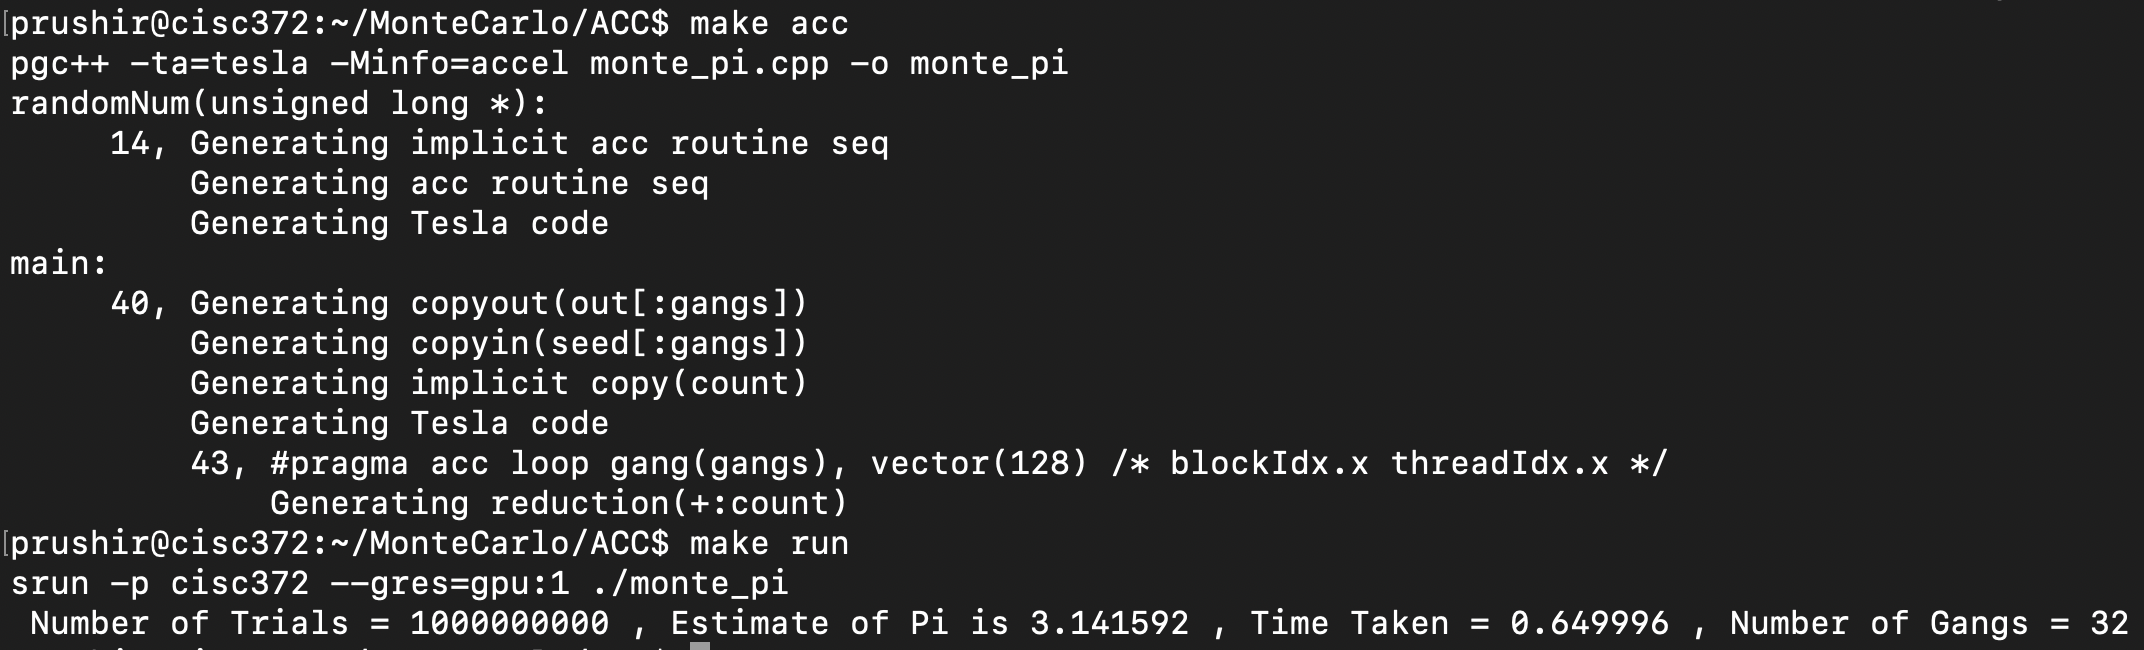 [prushir@cisc372:~/MonteCarlo/ACC$ make acc
pgc++ -ta=tesla -Minfo=accel monte_pi.cpp -o monte_pi
randomNum(unsigned long *):
     14, Generating implicit acc routine seq
         Generating acc routine seq
         Generating Tesla code
main:
     40, Generating copyout(out[:gangs])
         Generating copyin(seed[:gangs])
         Generating implicit copy(count)
         Generating Tesla code
         43, #pragma acc loop gang(gangs), vector(128) /* blockIdx.x threadIdx.x */
             Generating reduction(+:count)
[prushir@cisc372:~/MonteCarlo/ACC$ make run
srun -p cisc372 --gres=gpu:1 ./monte_pi
 Number of Trials = 1000000000 , Estimate of Pi is 3.141592 , Time Taken = 0.649996 , Number of Gangs = 32